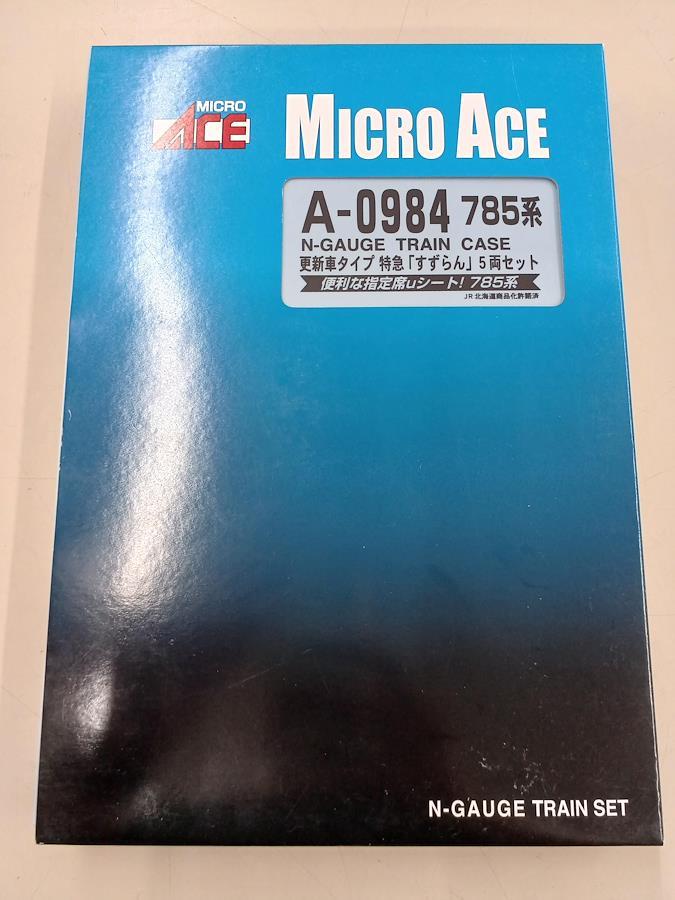 MICRO
ACE
MICRO ACE
A-0984 785系
N-GAUGE TRAIN CASE
更新車タイプ 特急「すずらん」5両セット
便利な指定席uシート! 785系
JR北海道商品化許諾済
N-GAUGE TRAIN SET